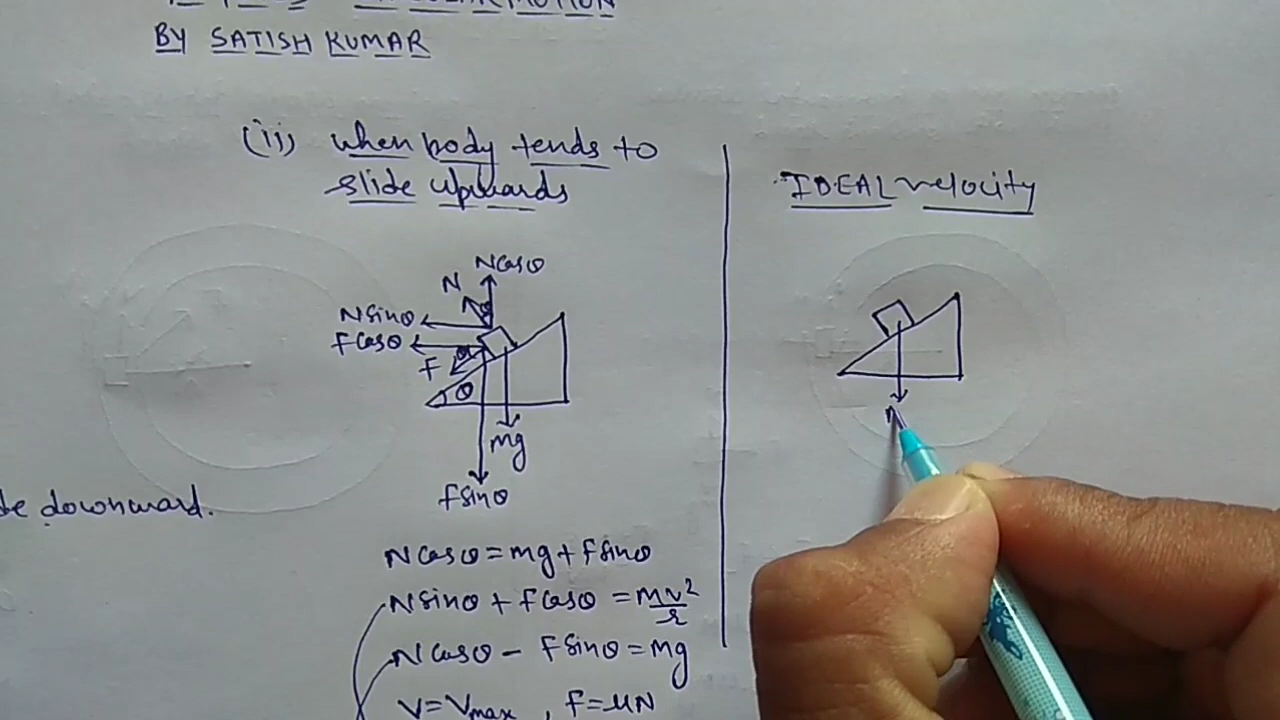 BY SATISH KUMAR
(ii) when body tends to
slide upwards
Ncosθ
N
Nsinθ
Fcosθ
F
θ
θ
θ
mg
fsinθ
Ncosθ = mg + fsinθ
Nsinθ + fcosθ = mv²/r
Ncosθ - fsinθ = mg
v = Vmax , f = μN
de downward.
IDEAL velocity